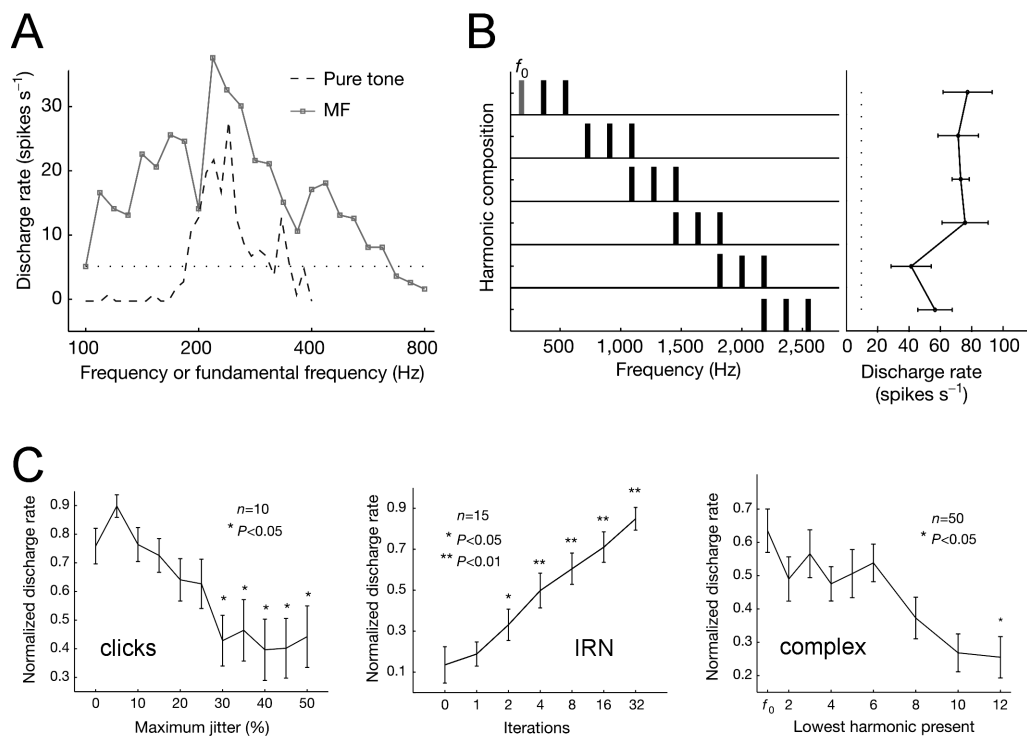 A
Discharge rate (spikes s⁻¹)
30
20
10
0
Pure tone
MF
100 200 400 800
Frequency or fundamental frequency (Hz)
B
f₀
Harmonic composition
500 1,000 1,500 2,000 2,500
Frequency (Hz)
0 20 40 60 80 100
Discharge rate
(spikes s⁻¹)
C
Normalized discharge rate
0.9
0.8
0.7
0.6
0.5
0.4
0.3
n=10
* P<0.05
* * * * *
clicks
0 10 20 30 40 50
Maximum jitter (%)
Normalized discharge rate
0.9
0.7
0.5
0.3
0.1
n=15
* P<0.05
** P<0.01
* ** ** ** **
IRN
0 1 2 4 8 16 32
Iterations
Normalized discharge rate
0.7
0.6
0.5
0.4
0.3
0.2
n=50
* P<0.05
*
complex
f₀ 2 4 6 8 10 12
Lowest harmonic present